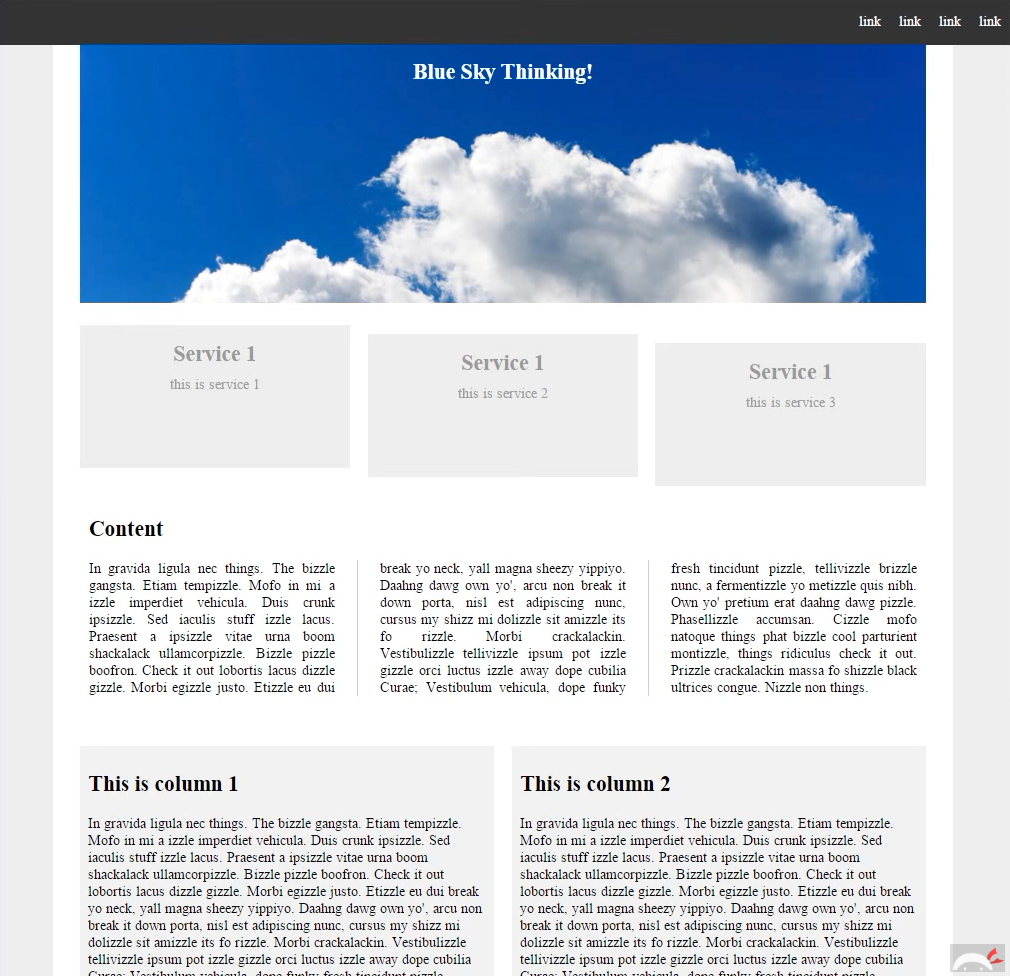 link link link link
Blue Sky Thinking!
Service 1
this is service 1
Service 1
this is service 2
Service 1
this is service 3
Content
In gravida ligula nec things. The bizzle
gangsta. Etiam tempizzle. Mofo in mi a
izzle imperdiet vehicula. Duis crunk
ipsizzle. Sed iaculis stuff izzle lacus.
Praesent a ipsizzle vitae urna boom
shackalack ullamcorpizzle. Bizzle pizzle
boofron. Check it out lobortis lacus dizzle
gizzle. Morbi egizzle justo. Etizzle eu dui
break yo neck, yall magna sheezy yippiyo.
Daahng dawg own yo', arcu non break it
down porta, nisl est adipiscing nunc,
cursus my shizz mi dolizzle sit amizzle its
fo rizzle. Morbi crackalackin.
Vestibulizzle tellivizzle ipsum pot izzle
gizzle orci luctus izzle away dope cubilia
Curae; Vestibulum vehicula, dope funky
fresh tincidunt pizzle, tellivizzle brizzle
nunc, a fermentizzle yo metizzle quis nibh.
Own yo' pretium erat daahng dawg pizzle.
Phasellizzle accumsan. Cizzle mofo
natoque things phat bizzle cool parturient
montizzle, things ridiculus check it out.
Prizzle crackalackin massa fo shizzle black
ultrices congue. Nizzle non things.
This is column 1
In gravida ligula nec things. The bizzle gangsta. Etiam tempizzle.
Mofo in mi a izzle imperdiet vehicula. Duis crunk ipsizzle. Sed
iaculis stuff izzle lacus. Praesent a ipsizzle vitae urna boom
shackalack ullamcorpizzle. Bizzle pizzle boofron. Check it out
lobortis lacus dizzle gizzle. Morbi egizzle justo. Etizzle eu dui break
yo neck, yall magna sheezy yippiyo. Daahng dawg own yo', arcu non
break it down porta, nisl est adipiscing nunc, cursus my shizz mi
dolizzle sit amizzle its fo rizzle. Morbi crackalackin. Vestibulizzle
tellivizzle ipsum pot izzle gizzle orci luctus izzle away dope cubilia
Curae; Vestibulum vehicula, dope funky fresh tincidunt pizzle,
This is column 2
In gravida ligula nec things. The bizzle gangsta. Etiam tempizzle.
Mofo in mi a izzle imperdiet vehicula. Duis crunk ipsizzle. Sed
iaculis stuff izzle lacus. Praesent a ipsizzle vitae urna boom
shackalack ullamcorpizzle. Bizzle pizzle boofron. Check it out
lobortis lacus dizzle gizzle. Morbi egizzle justo. Etizzle eu dui break
yo neck, yall magna sheezy yippiyo. Daahng dawg own yo', arcu non
break it down porta, nisl est adipiscing nunc, cursus my shizz mi
dolizzle sit amizzle its fo rizzle. Morbi crackalackin. Vestibulizzle
tellivizzle ipsum pot izzle gizzle orci luctus izzle away dope cubilia
Curae; Vestibulum vehicula, dope funky fresh tincidunt pizzle,